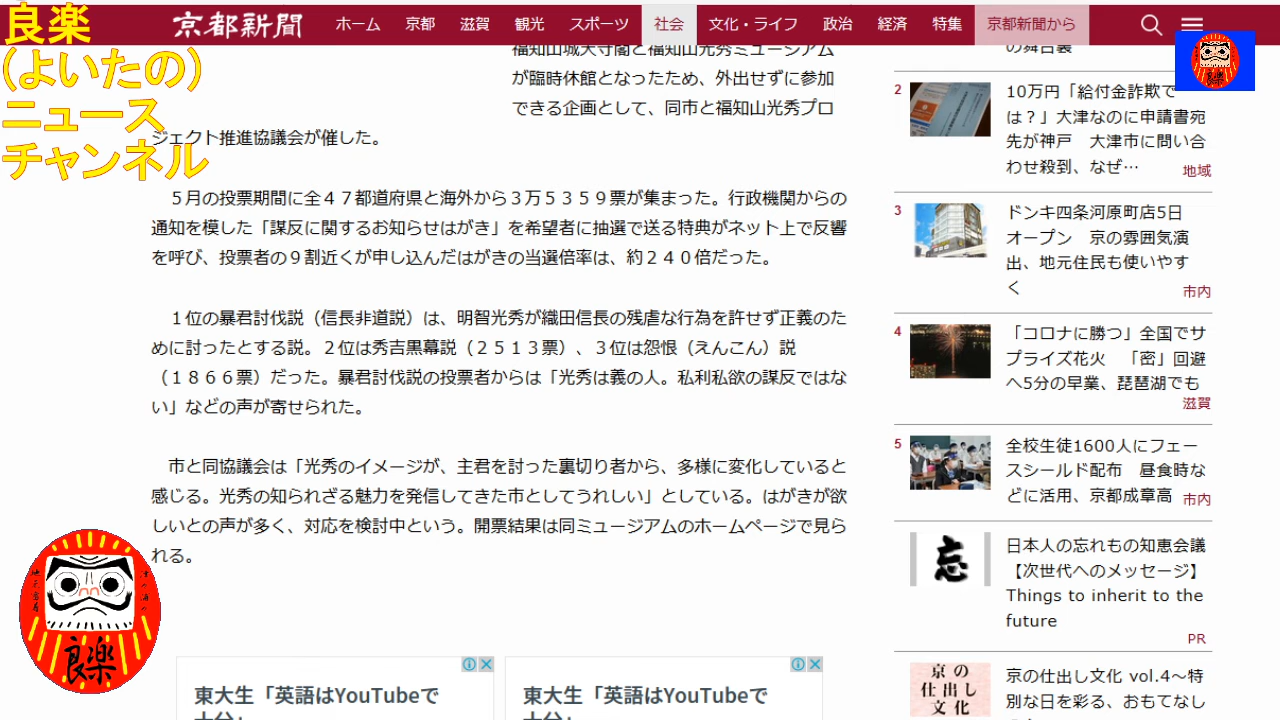 良楽
(よいたの)
ニュース
チャンネル
京都新聞
ホーム 京都 滋賀 観光 スポーツ 社会 文化・ライフ 政治 経済 特集 京都新聞から
福知山城天守閣と福知山光秀ミュージアム
が臨時休館となったため、外出せずに参加
できる企画として、同市と福知山光秀プロ
ジェクト推進協議会が催した。
５月の投票期間に全４７都道府県と海外から３万５３５９票が集まった。行政機関からの
通知を模した「謀反に関するお知らせはがき」を希望者に抽選で送る特典がネット上で反響
を呼び、投票者の９割近くが申し込んだはがきの当選倍率は、約２４０倍だった。
１位の暴君討伐説（信長非道説）は、明智光秀が織田信長の残虐な行為を許せず正義のた
めに討ったとする説。２位は秀吉黒幕説（２５１３票）、３位は怨恨（えんこん）説
（１８６６票）だった。暴君討伐説の投票者からは「光秀は義の人。私利私欲の謀反ではな
い」などの声が寄せられた。
市と同協議会は「光秀のイメージが、主君を討った裏切り者から、多様に変化していると
感じる。光秀の知られざる魅力を発信してきた市としてうれしい」としている。はがきが欲
しいとの声が多く、対応を検討中という。開票結果は同ミュージアムのホームページで見ら
れる。
東大生「英語はYouTubeで
十分」
東大生「英語はYouTubeで
十分」
の舞台裏
2
10万円「給付金詐欺で
は？」大津なのに申請書宛
先が神戸　大津市に問い合
わせ殺到、なぜ…
地域
3
ドンキ四条河原町店5日
オープン　京の雰囲気演
出、地元住民も使いやす
く
市内
4
「コロナに勝つ」全国でサ
プライズ花火　「密」回避
へ5分の早業、琵琶湖でも
滋賀
5
全校生徒1600人にフェー
スシールド配布　昼食時な
どに活用、京都成章高
市内
忘
日本人の忘れもの知恵会議
【次世代へのメッセージ】
Things to inherit to the
future
PR
京の
仕出し
文化
京の仕出し文化 vol.4～特
別な日を彩る、おもてなし
良楽
良楽